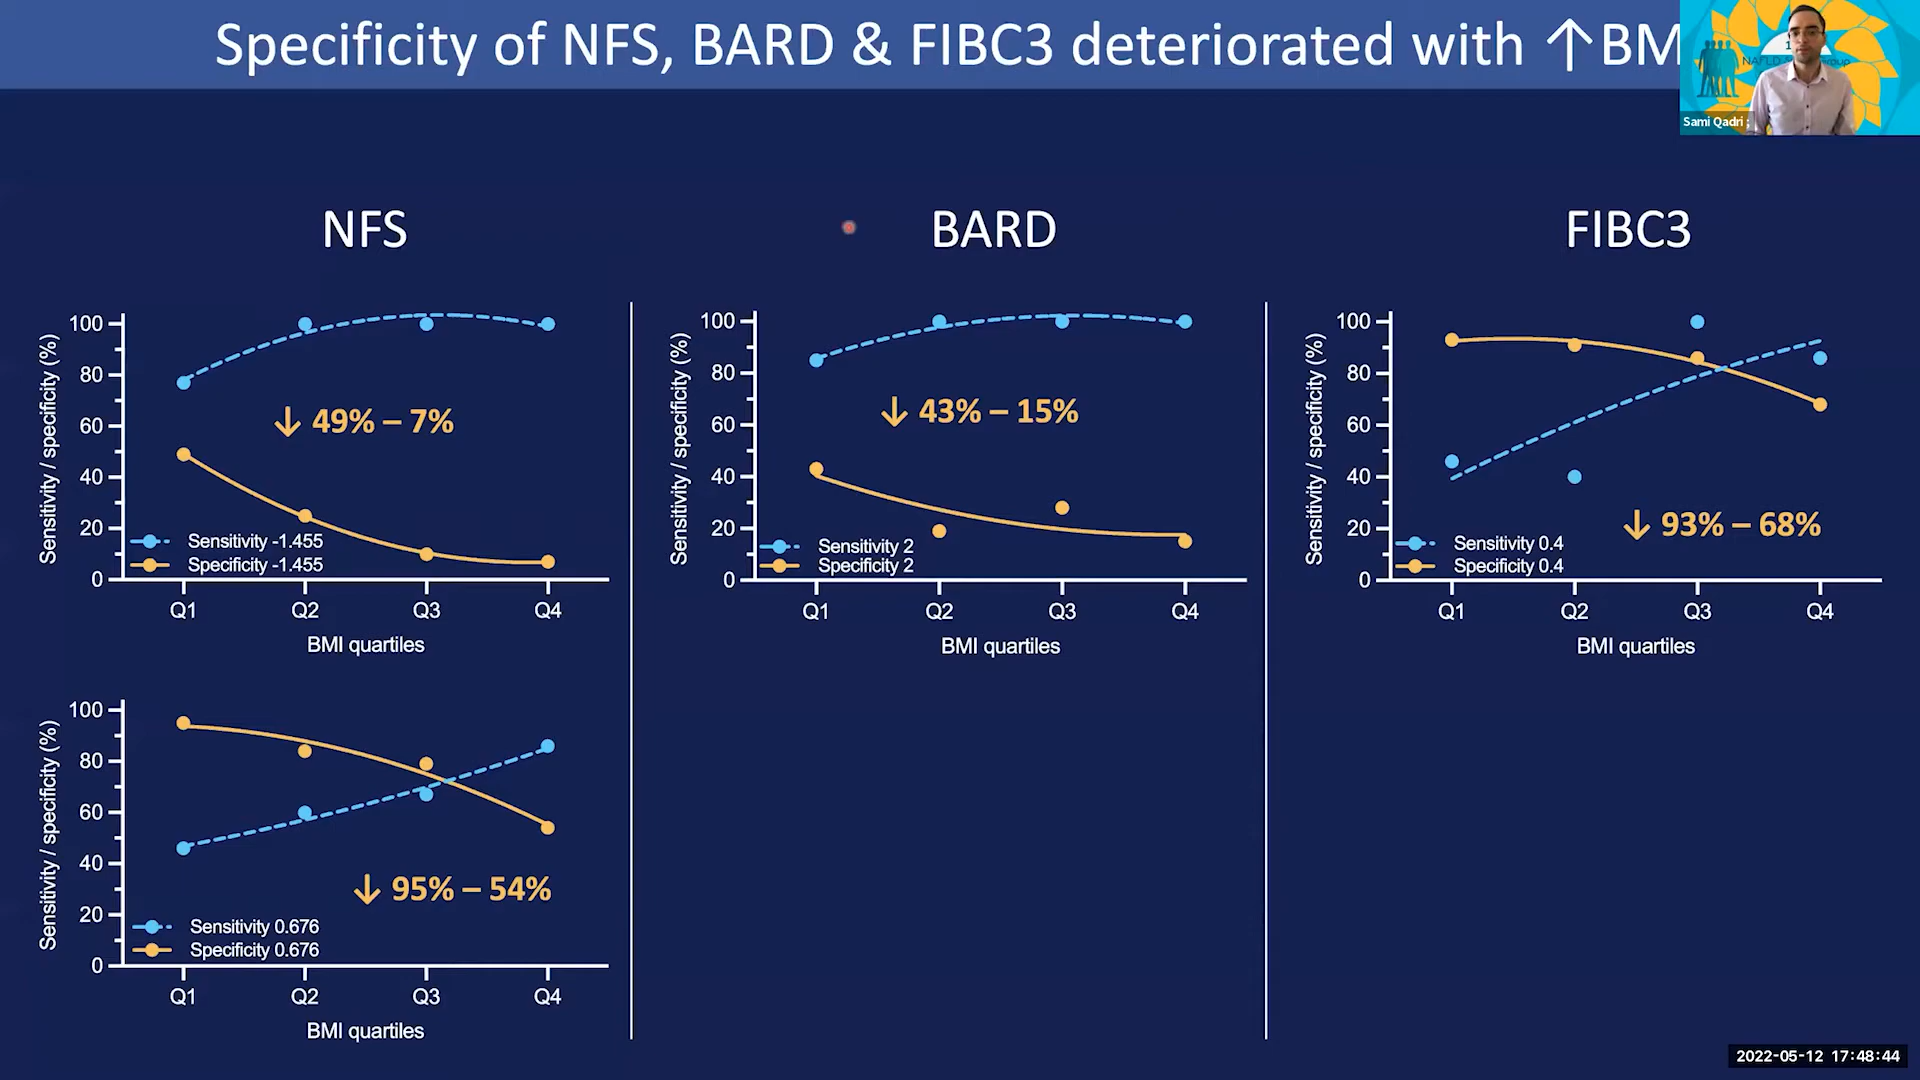 Specificity of NFS, BARD & FIBC3 deteriorated with ↑BM
Sami Qadri ;
NFS
BARD
FIBC3
Sensitivity / specificity (%)
100
80
60
40
20
0
↓ 49% – 7%
Sensitivity -1.455
Specificity -1.455
Q1 Q2 Q3 Q4
BMI quartiles
Sensitivity / specificity (%)
100
80
60
40
20
0
↓ 43% – 15%
Sensitivity 2
Specificity 2
Q1 Q2 Q3 Q4
BMI quartiles
Sensitivity / specificity (%)
100
80
60
40
20
0
↓ 93% – 68%
Sensitivity 0.4
Specificity 0.4
Q1 Q2 Q3 Q4
BMI quartiles
Sensitivity / specificity (%)
100
80
60
40
20
0
↓ 95% – 54%
Sensitivity 0.676
Specificity 0.676
Q1 Q2 Q3 Q4
BMI quartiles
2022-05-12 17:48:44